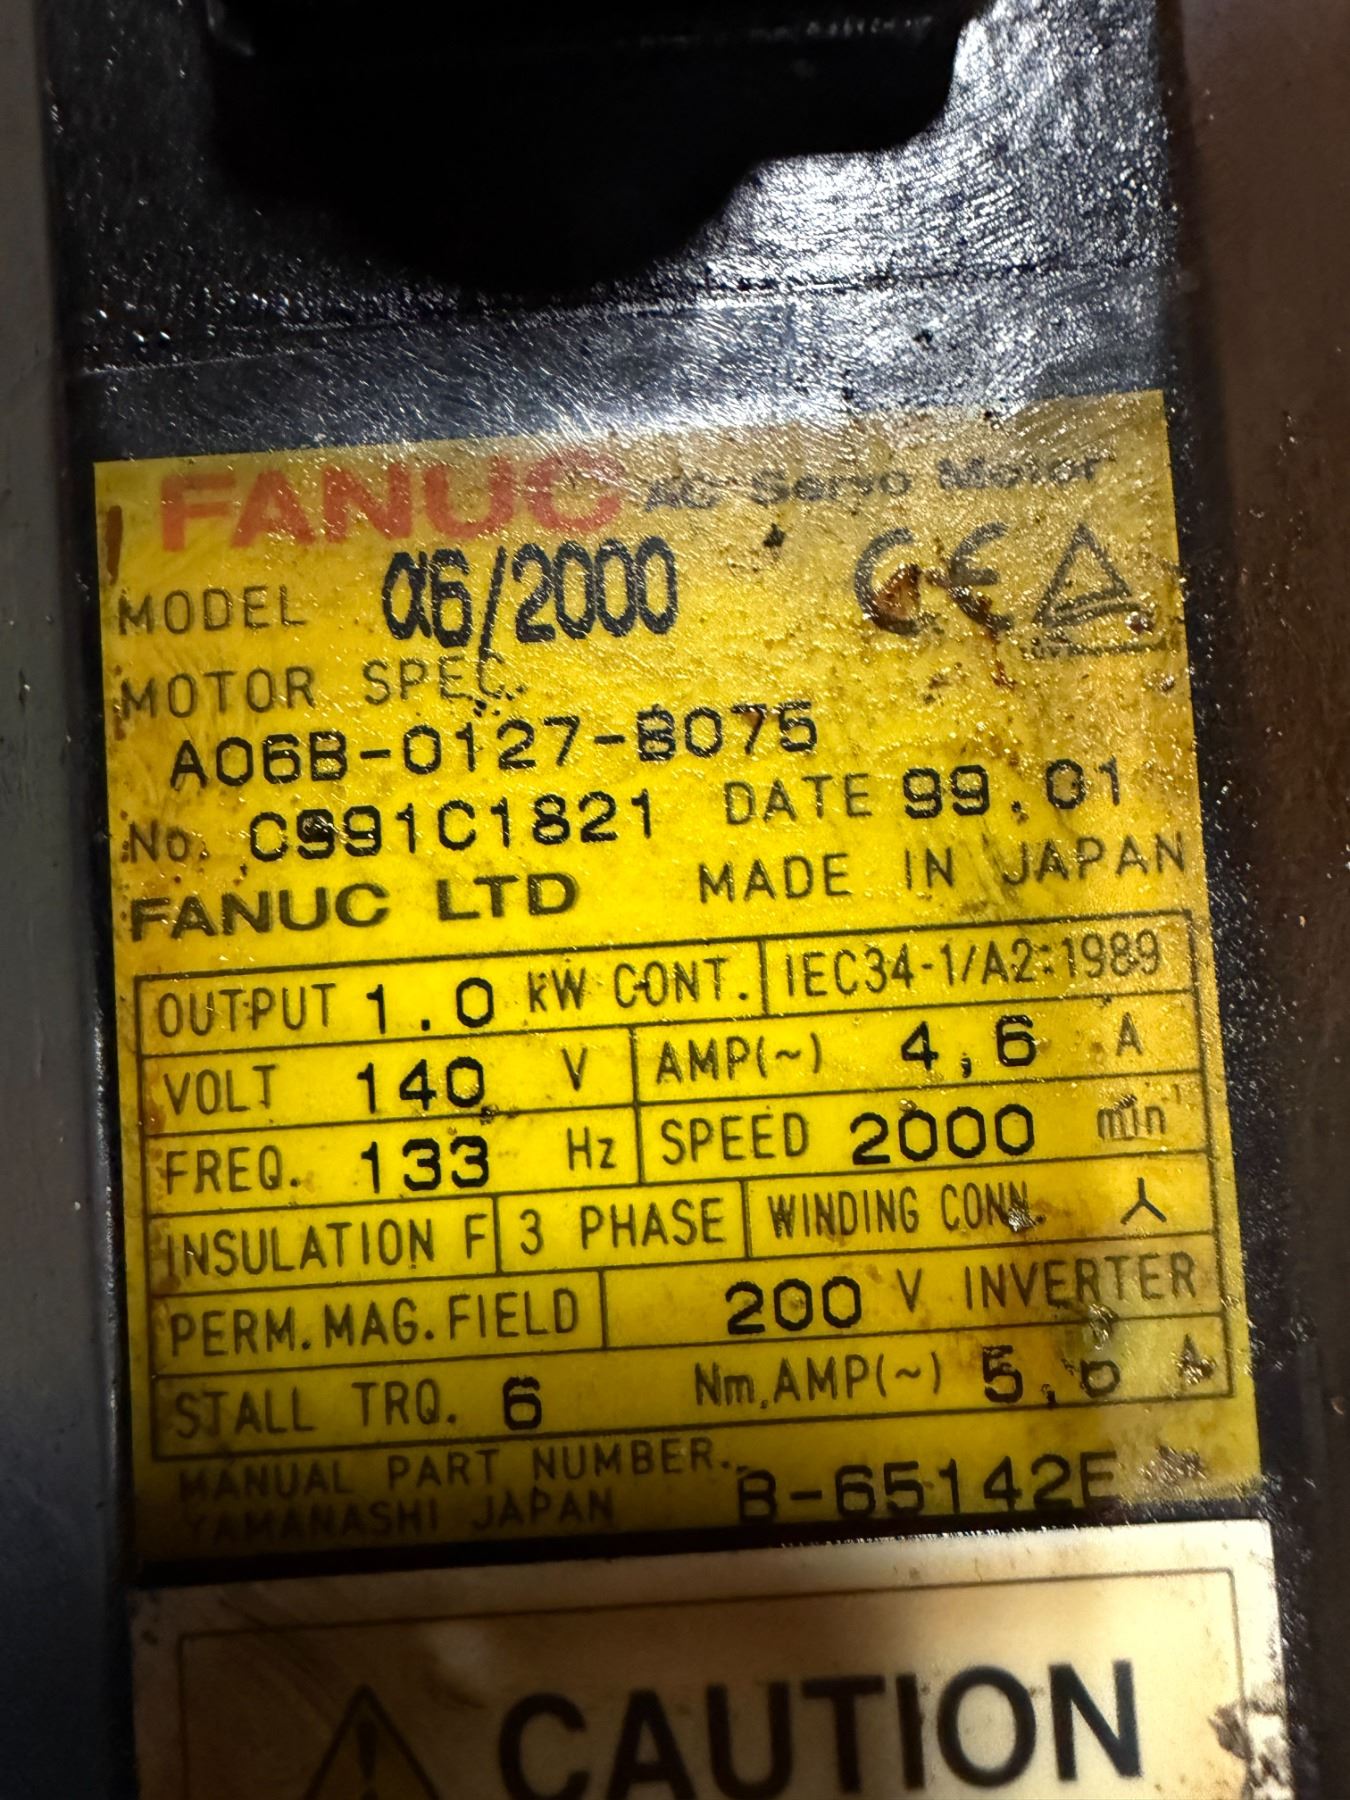 FANUC AC Servo Motor
MODEL α6/2000 CE
MOTOR SPEC.
A06B-0127-B075
No. C991C1821 DATE 99.01
FANUC LTD MADE IN JAPAN
OUTPUT 1.0 kW CONT. IEC34-1/A2:1989
VOLT 140 V AMP(~) 4.6 A
FREQ. 133 Hz SPEED 2000 min⁻¹
INSULATION F 3 PHASE WINDING CONN. 人
PERM. MAG. FIELD 200 V INVERTER
STALL TRQ. 6 Nm, AMP(~) A
MANUAL PART NUMBER. B-65142E
YAMANASHI JAPAN
CAUTION